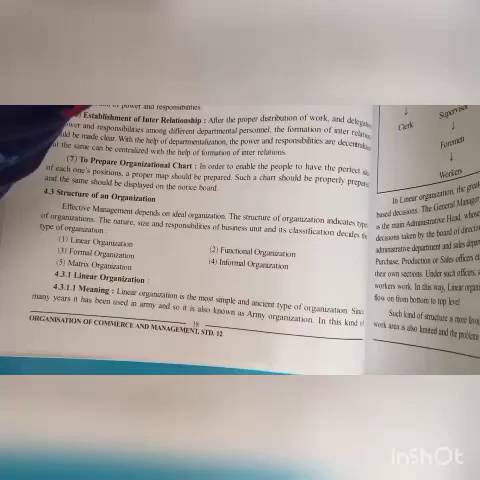 of power and responsibilities
Establishment of Inter Relationship : After the proper distribution of work, and delegation
power and responsibilities among different departmental personnel, the formation of inter relation
should be made clear. With the help of departmentalization, the power and responsibilities are decentralised
the same can be centralized with the help of formation of inter relations.
(7) To Prepare Organizational Chart : In order to enable the people to have the perfect
of each one's positions, a proper map should be prepared. Such a chart should be properly prepared
and the same should be displayed on the notice board.
4.3 Structure of an Organization
Effective Management depends on ideal organization. The structure of organization indicates types
of organizations. The nature, size and responsibilities of business unit and its classification decides the
type of organization :
(1) Linear Organization (2) Functional Organization
(3) Formal Organization (4) Informal Organization
(5) Matrix Organization
4.3.1 Linear Organization :
4.3.1.1 Meaning : Linear organization is the most simple and ancient type of organization. Since
many years it has been used in army and so it is also known as Army organization. In this kind of
18
ORGANISATION OF COMMERCE AND MANAGEMENT, STD. 12
Clerk
Supervisor
↓
Foremen
↓
Workers
In Linear organization, the
based decisions. The General Manager
is the main Administrative Head, whose
decisions taken by the board of directors
administrative department and sales
Purchase, Production or Sales-officers
their own sections. Under such officers,
workers work. In this way, Linear
flow on from bottom to top level
Such kind of structure is more
work area is also limited and the problem
InShOt